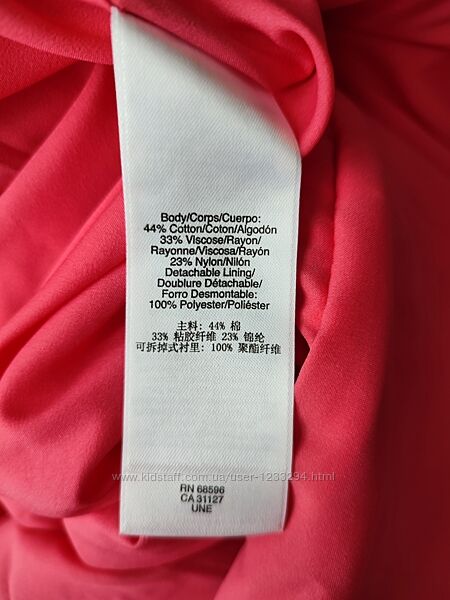 Body/Corps/Cuerpo:
44% Cotton/Coton/Algodón
33% Viscose/Rayon/
Rayonne/Viscosa/Rayón
23% Nylon/Nilón
Detachable Lining/
Doublure Détachable/
Forro Desmontable:
100% Polyester/Poliéster
主料: 44% 棉
33% 粘胶纤维 23% 锦纶
可拆掉式衬里: 100% 聚酯纤维
www.kidstaff.com.ua/user-1233294.html
RN 68596
CA 31127
UNE